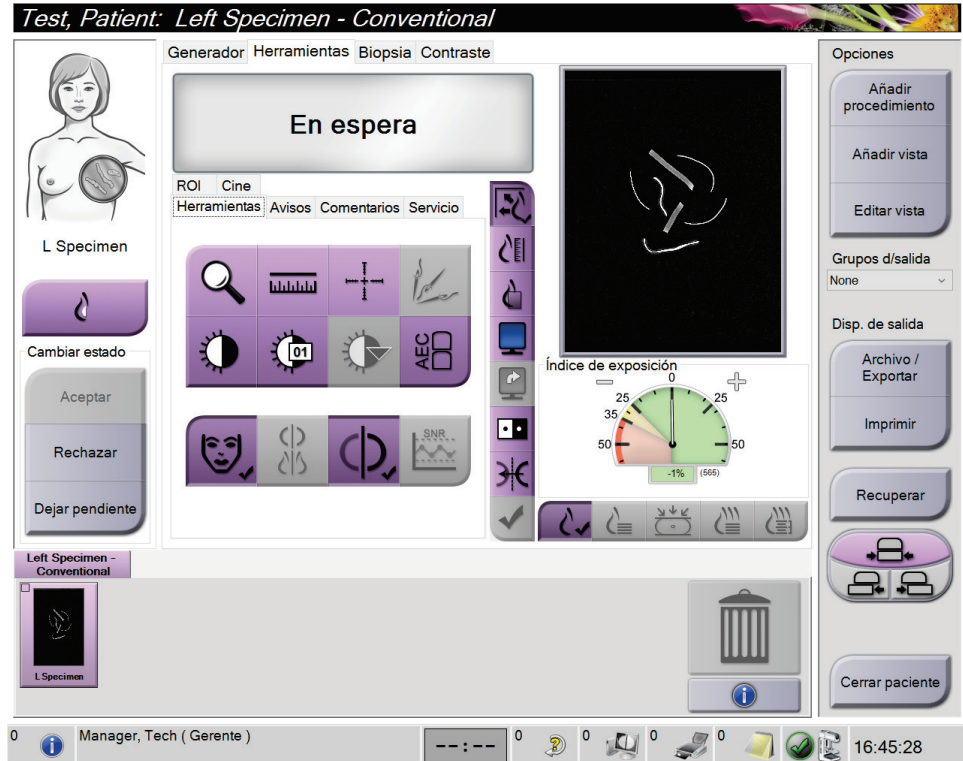 Test, Patient: Left Specimen - Conventional
L Specimen
Cambiar estado
Aceptar
Rechazar
Dejar pendiente
Generador Herramientas Biopsia Contraste
En espera
ROI Cine
Herramientas Avisos Comentarios Servicio
01
AEC
SNR
Índice de exposición
0
25 25
35
50 50
-1% (565)
Opciones
Añadir
procedimiento
Añadir vista
Editar vista
Grupos d/salida
None
Disp. de salida
Archivo /
Exportar
Imprimir
Recuperar
Cerrar paciente
Left Specimen -
Conventional
L Specimen
0 Manager, Tech ( Gerente ) --:-- 0 0 0 0 16:45:28